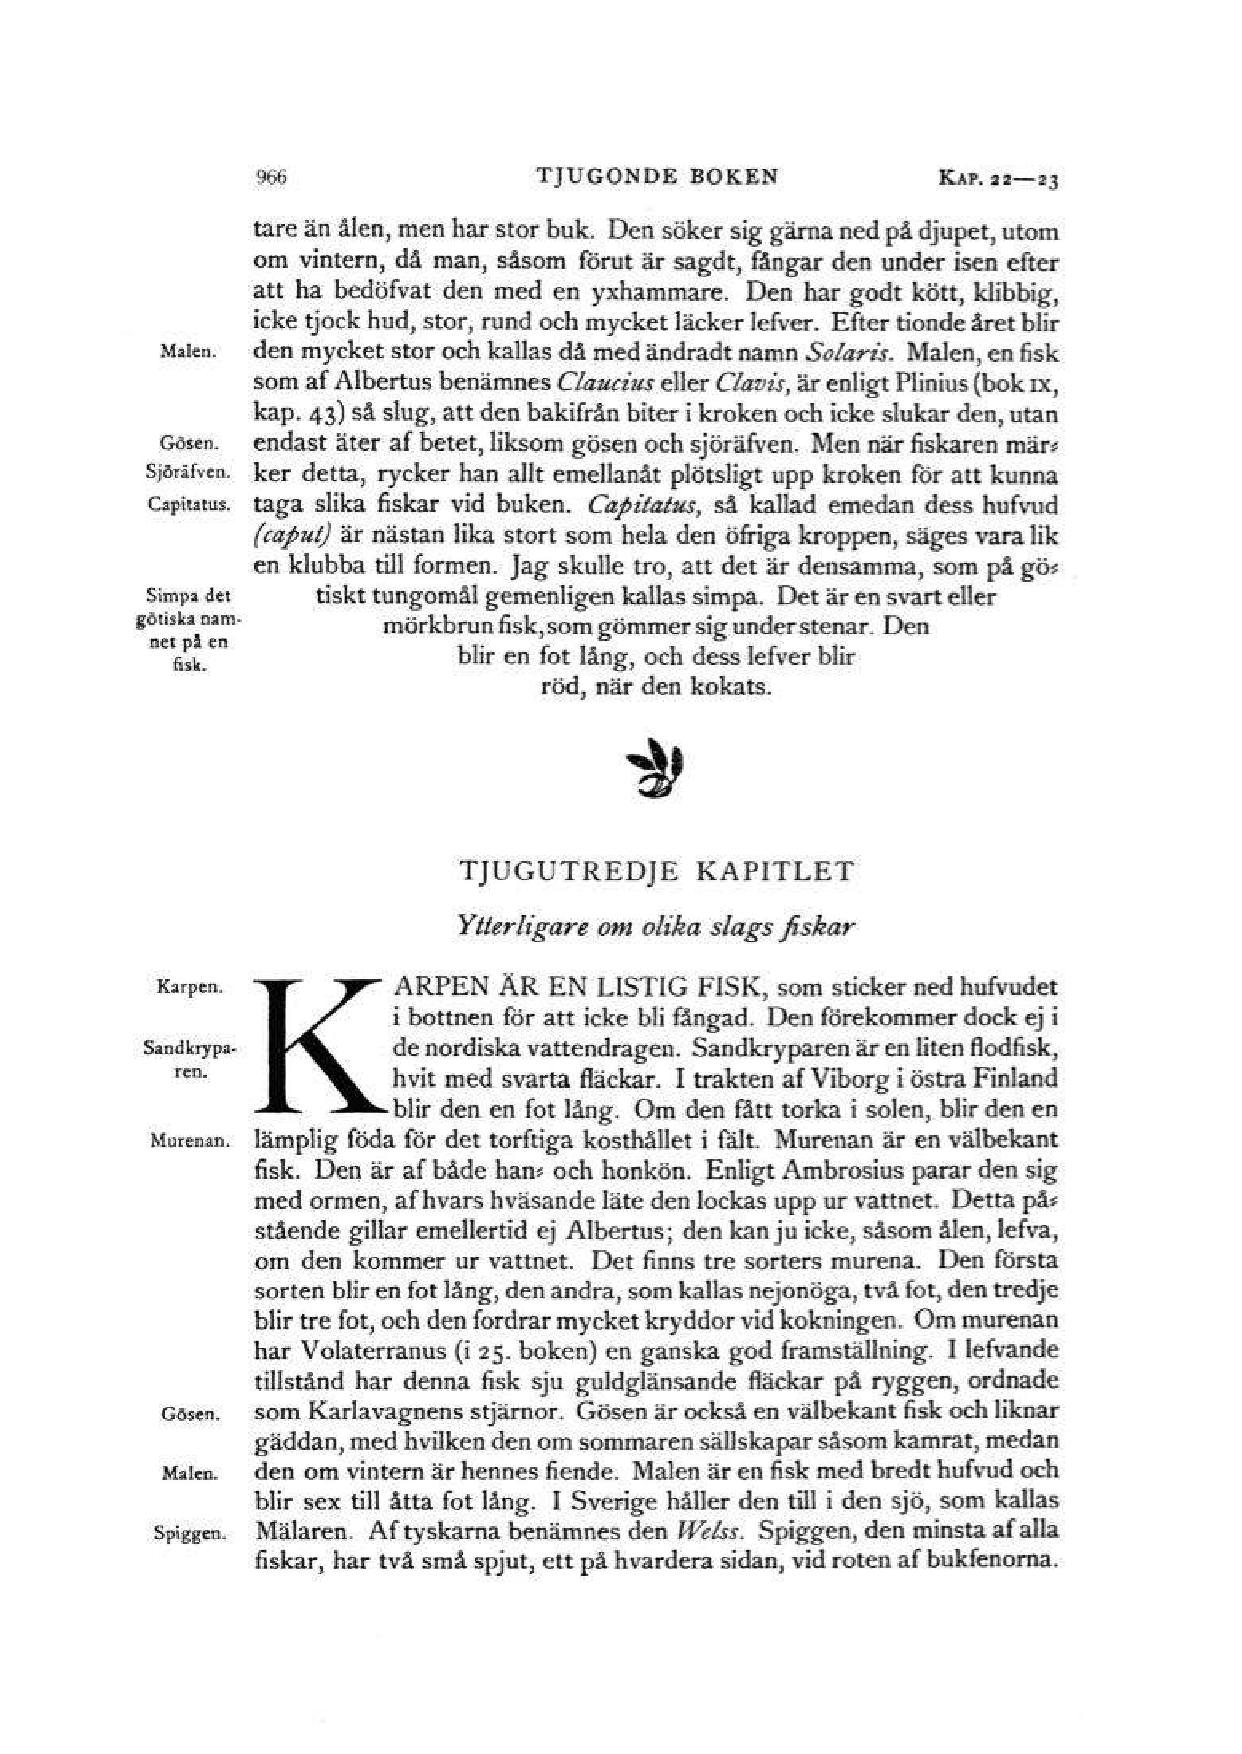 966 TJUGONDE BOKEN KAP. 22—23
tare än ålen, men har stor buk. Den söker sig gärna ned på djupet, utom
om vintern, då man, såsom förut är sagdt, fångar den under isen efter
att ha bedöfvat den med en yxhammare. Den har godt kött, klibbig,
icke tjock hud, stor, rund och mycket läcker lefver. Efter tionde året blir
Malen. den mycket stor och kallas då med ändradt namn Solaris. Malen, en fisk
som af Albertus benämnes Claucius eller Clavis, är enligt Plinius (bok IX,
kap. 43) så slug, att den bakifrån biter i kroken och icke slukar den, utan
Gösen. endast äter af betet, liksom gösen och sjöräfven. Men när fiskaren mär-
Sjöräfven. ker detta, rycker han allt emellanåt plötsligt upp kroken för att kunna
Capitatus. taga slika fiskar vid buken. Capitatus, så kallad emedan dess hufvud
(caput) är nästan lika stort som hela den öfriga kroppen, säges vara lik
en klubba till formen. Jag skulle tro, att det är densamma, som på gö-
Simpa det tiskt tungomål gemenligen kallas simpa. Det är en svart eller
götiska nam- mörkbrun fisk, som gömmer sig under stenar. Den
net på en blir en fot lång, och dess lefver blir
fisk. röd, när den kokats.
TJUGUTREDJE KAPITLET
Ytterligare om olika slags fiskar
Karpen. KARPEN ÄR EN LISTIG FISK, som sticker ned hufvudet
i bottnen för att icke bli fångad. Den förekommer dock ej i
Sandkrypa- de nordiska vattendragen. Sandkryparen är en liten flodfisk,
ren. hvit med svarta fläckar. I trakten af Viborg i östra Finland
blir den en fot lång. Om den fått torka i solen, blir den en
Murenan. lämplig föda för det torftiga kosthållet i fält. Murenan är en välbekant
fisk. Den är af både han- och honkön. Enligt Ambrosius parar den sig
med ormen, af hvars hväsande läte den lockas upp ur vattnet. Detta på-
stående gillar emellertid ej Albertus; den kan ju icke, såsom ålen, lefva,
om den kommer ur vattnet. Det finns tre sorters murena. Den första
sorten blir en fot lång, den andra, som kallas nejonöga, två fot, den tredje
blir tre fot, och den fordrar mycket kryddor vid kokningen. Om murenan
har Volaterranus (i 25. boken) en ganska god framställning. I lefvande
tillstånd har denna fisk sju guldglänsande fläckar på ryggen, ordnade
Gösen. som Karlavagnens stjärnor. Gösen är också en välbekant fisk och liknar
gäddan, med hvilken den om sommaren sällskapar såsom kamrat, medan
Malen. den om vintern är hennes fiende. Malen är en fisk med bredt hufvud och
blir sex till åtta fot lång. I Sverige håller den till i den sjö, som kallas
Spiggen. Mälaren. Af tyskarna benämnes den Welss. Spiggen, den minsta af alla
fiskar, har två små spjut, ett på hvardera sidan, vid roten af bukfenorna.